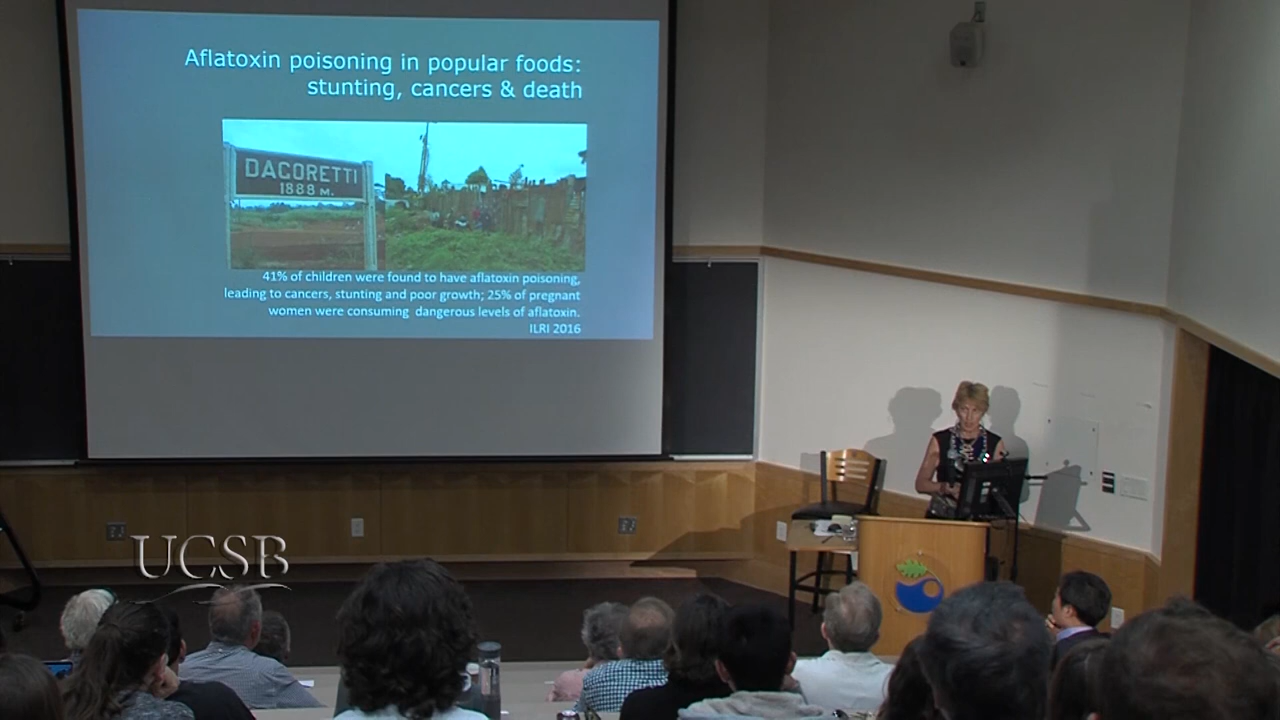 Aflatoxin poisoning in popular foods:
stunting, cancers & death
DAGORETTI
1888 M.
41% of children were found to have aflatoxin poisoning,
leading to cancers, stunting and poor growth; 25% of pregnant
women were consuming dangerous levels of aflatoxin.
ILRI 2016
UCSB